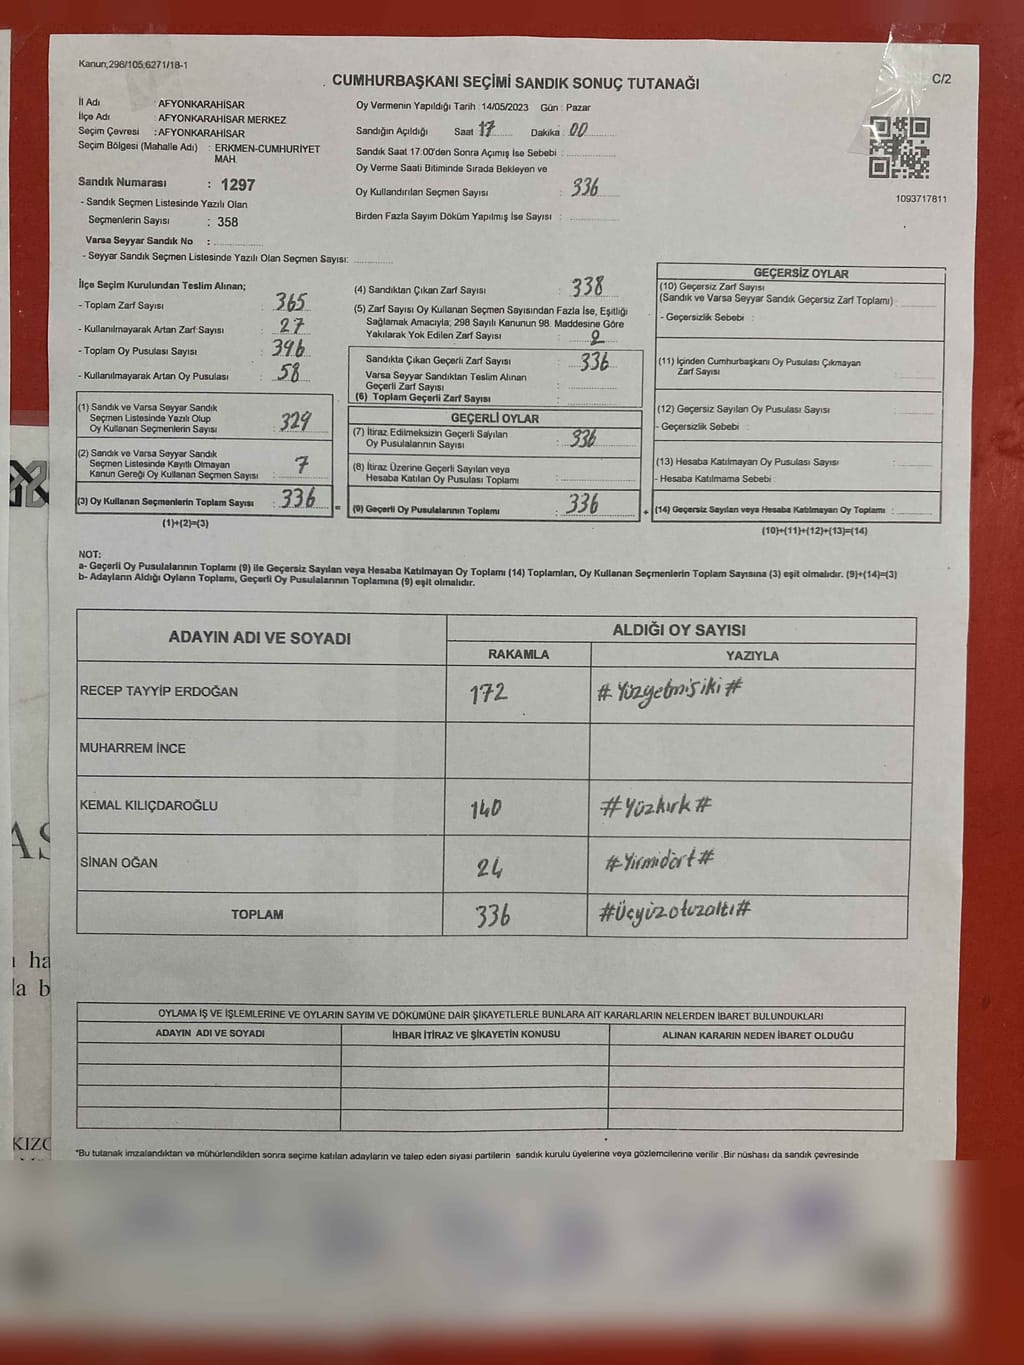 Kanun;298/105;6271/18-1
CUMHURBAŞKANI SEÇİMİ SANDIK SONUÇ TUTANAĞI
C/2
İl Adı : AFYONKARAHİSAR
İlçe Adı : AFYONKARAHİSAR MERKEZ
Seçim Çevresi : AFYONKARAHİSAR
Seçim Bölgesi (Mahalle Adı) : ERKMEN-CUMHURİYET
MAH.
Sandık Numarası : 1297
- Sandık Seçmen Listesinde Yazılı Olan
Seçmenlerin Sayısı : 358
Varsa Seyyar Sandık No :
- Seyyar Sandık Seçmen Listesinde Yazılı Olan Seçmen Sayısı:
Oy Vermenin Yapıldığı Tarih : 14/05/2023 Gün : Pazar
Sandığın Açıldığı Saat 17 Dakika 00
Sandık Saat 17:00'den Sonra Açımış İse Sebebi :
Oy Verme Saati Bitiminde Sırada Bekleyen ve
Oy Kullandırılan Seçmen Sayısı : 336
Birden Fazla Sayım Döküm Yapılmış İse Sayısı :
1093717811
İlçe Seçim Kurulundan Teslim Alınan;
- Toplam Zarf Sayısı : 365
- Kullanılmayarak Artan Zarf Sayısı : 27
- Toplam Oy Pusulası Sayısı : 396
- Kullanılmayarak Artan Oy Pusulası : 58
(1) Sandık ve Varsa Seyyar Sandık
Seçmen Listesinde Yazılı Olup
Oy Kullanan Seçmenlerin Sayısı : 329
(2) Sandık ve Varsa Seyyar Sandık
Seçmen Listesinde Kayıtlı Olmayan
Kanun Gereği Oy Kullanan Seçmen Sayısı : 7
(3) Oy Kullanan Seçmenlerin Toplam Sayısı : 336
(1)+(2)=(3)
(4) Sandıktan Çıkan Zarf Sayısı : 338
(5) Zarf Sayısı Oy Kullanan Seçmen Sayısından Fazla İse, Eşitliği
Sağlamak Amacıyla; 298 Sayılı Kanunun 98. Maddesine Göre
Yakılarak Yok Edilen Zarf Sayısı : 2
Sandıkta Çıkan Geçerli Zarf Sayısı : 336
Varsa Seyyar Sandıktan Teslim Alınan
Geçerli Zarf Sayısı :
(6) Toplam Geçerli Zarf Sayısı :
GEÇERLİ OYLAR
(7) İtiraz Edilmeksizin Geçerli Sayılan
Oy Pusulalarının Sayısı : 336
(8) İtiraz Üzerine Geçerli Sayılan veya
Hesaba Katılan Oy Pusulası Toplamı :
= (9) Geçerli Oy Pusulalarının Toplamı : 336
GEÇERSİZ OYLAR
(10) Geçersiz Zarf Sayısı
(Sandık ve Varsa Seyyar Sandık Geçersiz Zarf Toplamı) :
- Geçersizlik Sebebi :
(11) İçinden Cumhurbaşkanı Oy Pusulası Çıkmayan
Zarf Sayısı :
(12) Geçersiz Sayılan Oy Pusulası Sayısı :
- Geçersizlik Sebebi :
(13) Hesaba Katılmayan Oy Pusulası Sayısı :
- Hesaba Katılmama Sebebi :
+ (14) Geçersiz Sayılan veya Hesaba Katılmayan Oy Toplamı :
(10)+(11)+(12)+(13)=(14)
NOT:
a- Geçerli Oy Pusulalarının Toplamı (9) ile Geçersiz Sayılan veya Hesaba Katılmayan Oy Toplamı (14) Toplamları, Oy Kullanan Seçmenlerin Toplam Sayısına (3) eşit olmalıdır. (9)+(14)=(3)
b- Adayların Aldığı Oyların Toplamı, Geçerli Oy Pusulalarının Toplamına (9) eşit olmalıdır.
ADAYIN ADI VE SOYADI
ALDIĞI OY SAYISI
RAKAMLA YAZIYLA
RECEP TAYYİP ERDOĞAN 172 # Yüzyetmişiki #
MUHARREM İNCE
KEMAL KILIÇDAROĞLU 140 # Yüzkırk #
SİNAN OĞAN 24 # Yirmidört #
TOPLAM 336 #Üçyüzotuzaltı#
OYLAMA İŞ VE İŞLEMLERİNE VE OYLARIN SAYIM VE DÖKÜMÜNE DAİR ŞİKAYETLERLE BUNLARA AİT KARARLARIN NELERDEN İBARET BULUNDUKLARI
ADAYIN ADI VE SOYADI İHBAR İTİRAZ VE ŞİKAYETİN KONUSU ALINAN KARARIN NEDEN İBARET OLDUĞU
*Bu tutanak imzalandıktan ve mühürlendikten sonra seçime katılan adayların ve talep eden siyasi partilerin sandık kurulu üyelerine veya gözlemcilerine verilir .Bir nüshası da sandık çevresinde
AS
ha
la b
KIZ